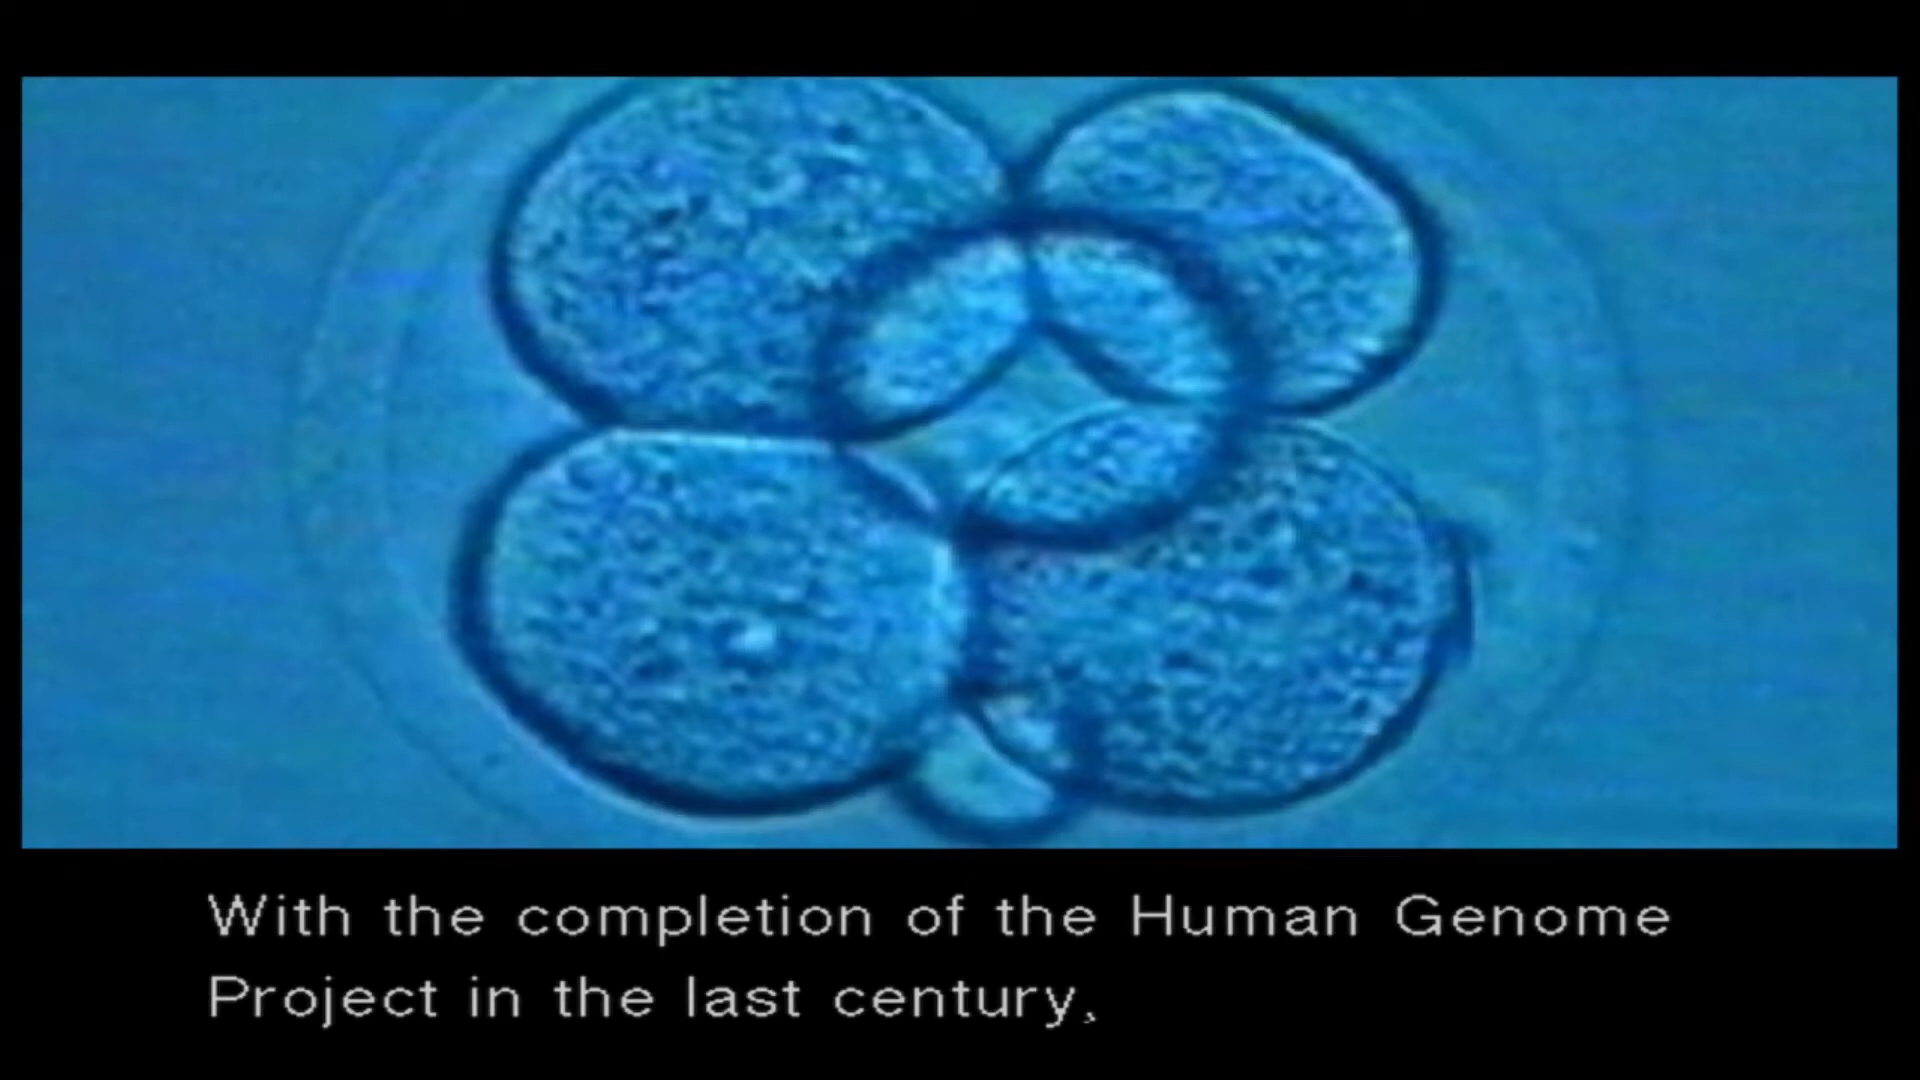 With the completion of the Human Genome
Project in the last century,